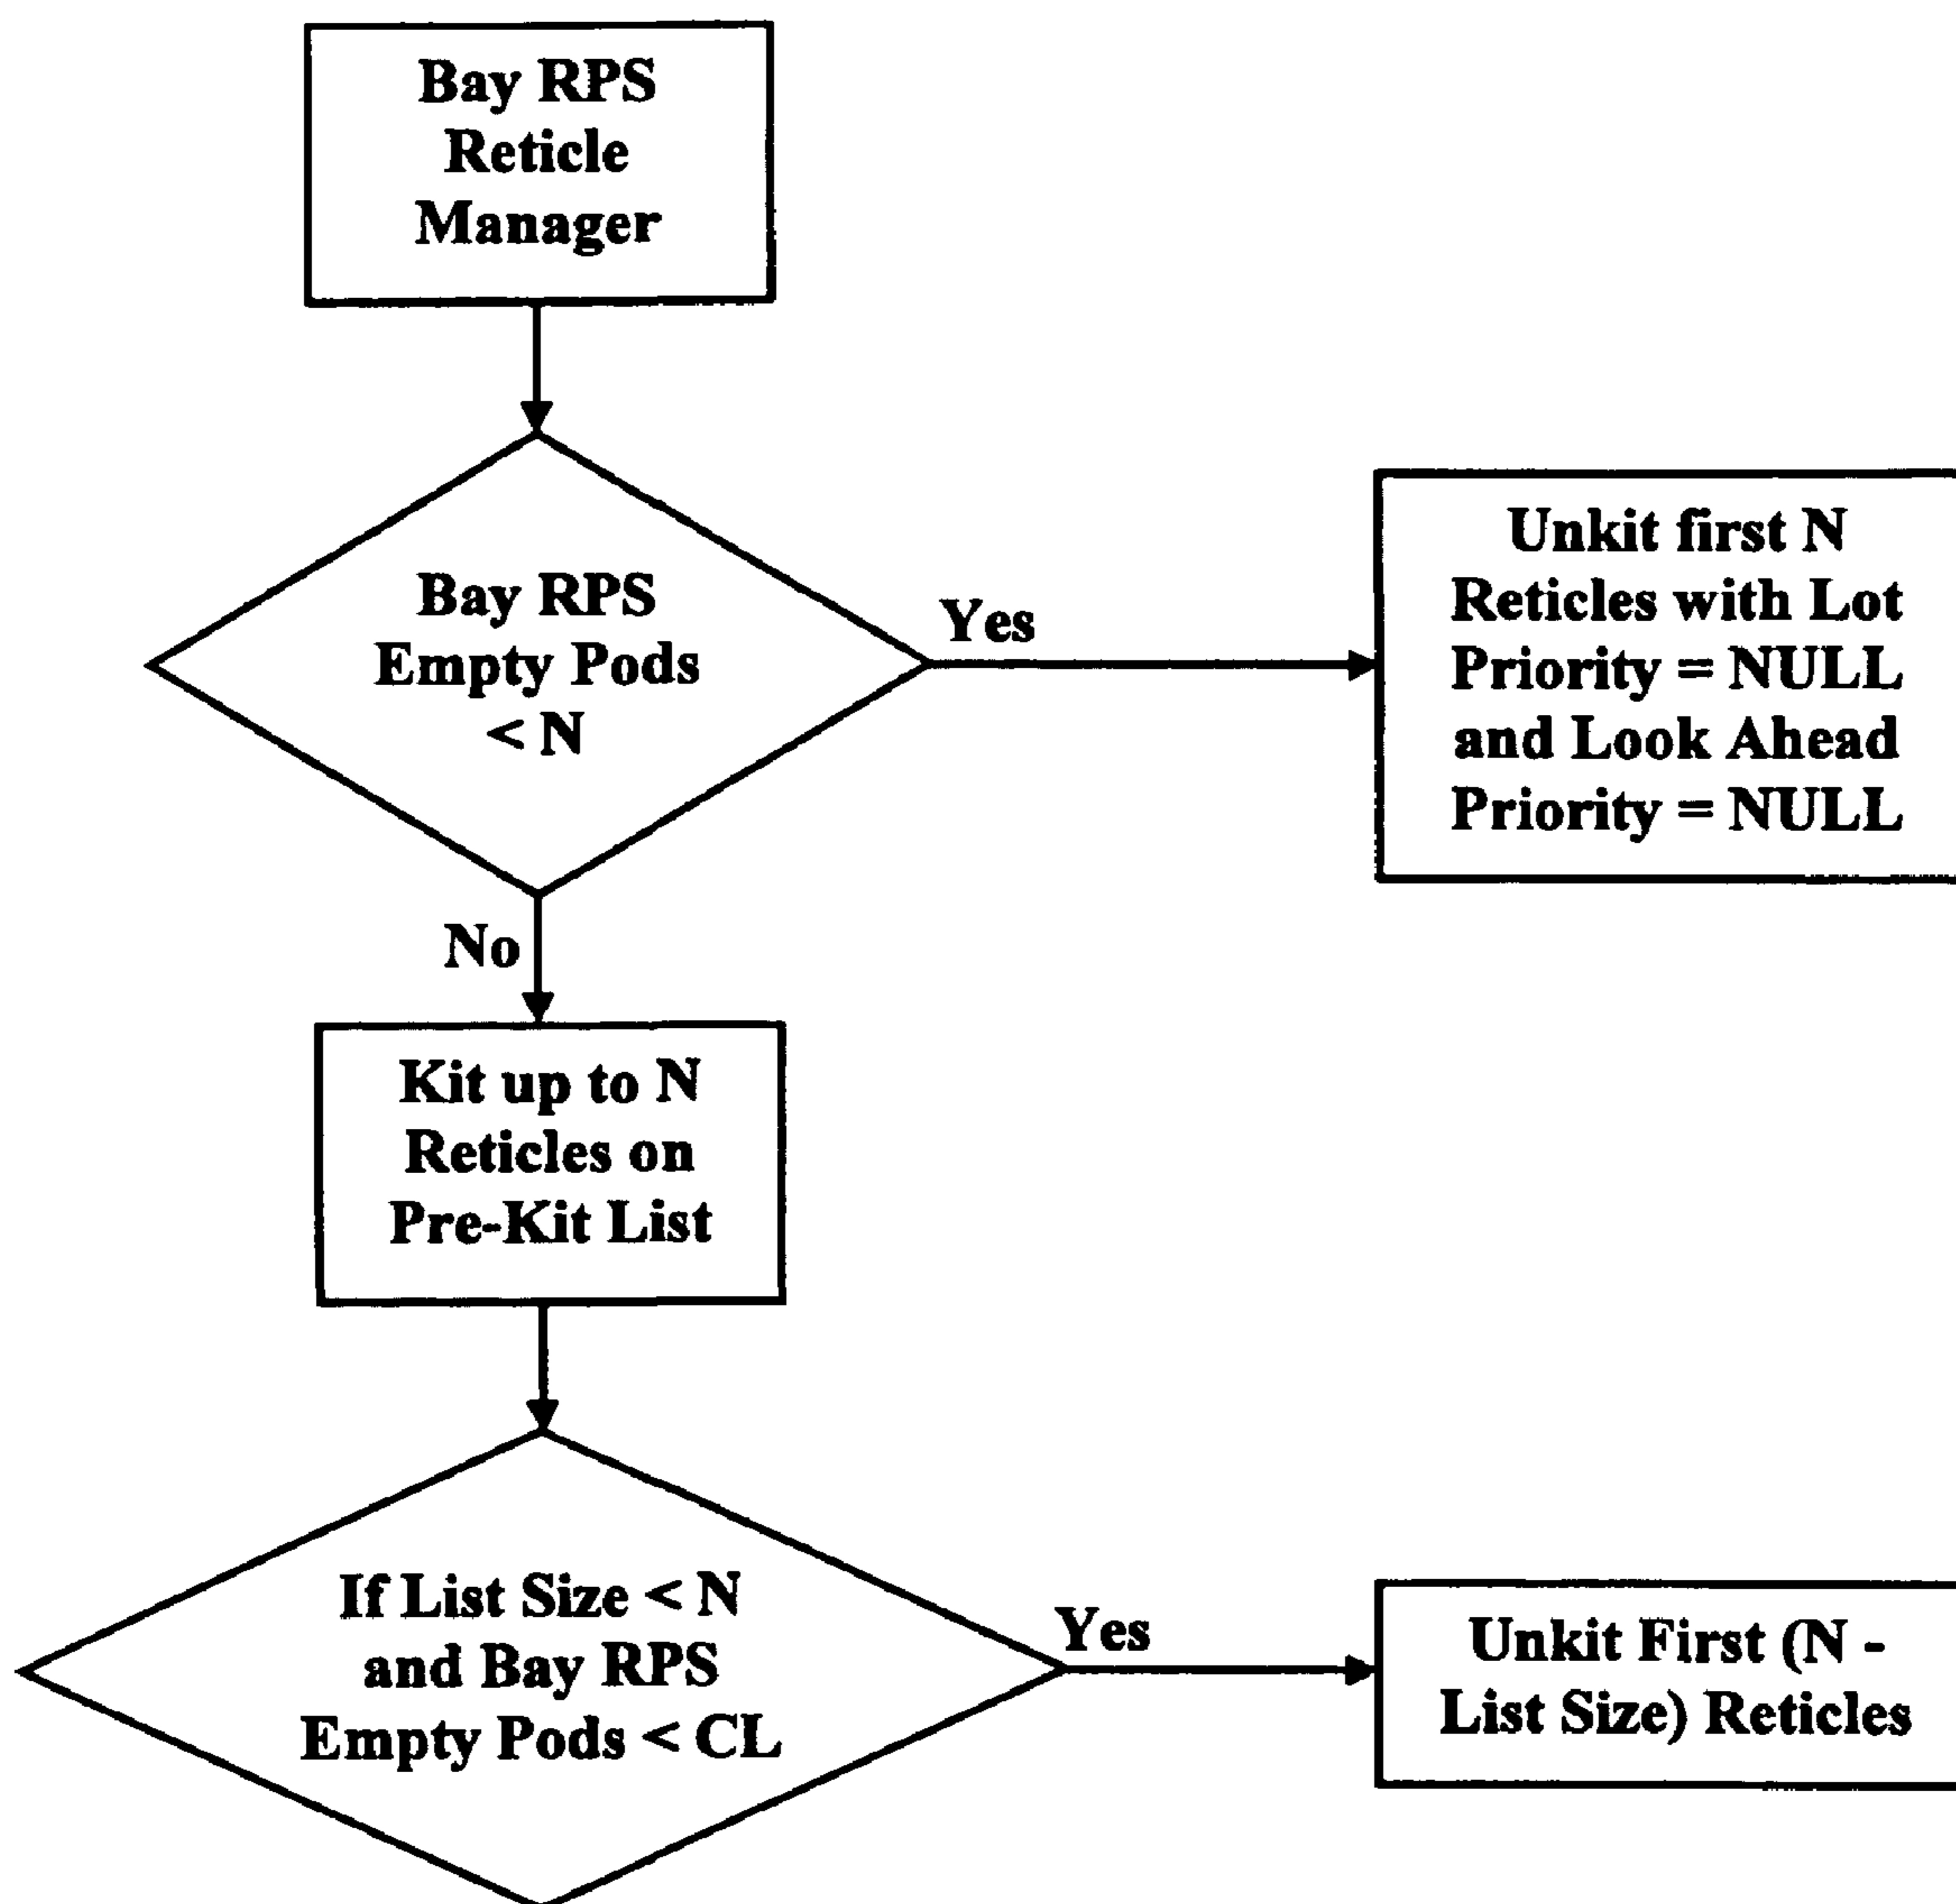 Bay RPS
Reticle
Manager
Bay RPS
Empty Pods
< N
Yes
Unkit first N
Reticles with Lot
Priority = NULL
and Look Ahead
Priority = NULL
No
Kit up to N
Reticles on
Pre-Kit List
If List Size < N
and Bay RPS
Empty Pods < CL
Yes
Unkit First (N -
List Size) Reticles